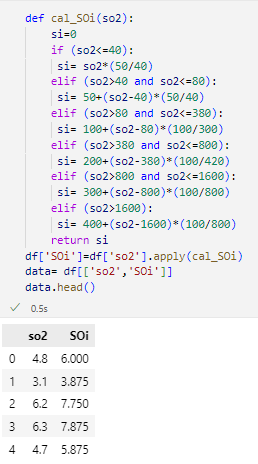 def cal_SOi(so2):
    si=0
    if (so2<=40):
     si= so2*(50/40)
    elif (so2>40 and so2<=80):
     si= 50+(so2-40)*(50/40)
    elif (so2>80 and so2<=380):
     si= 100+(so2-80)*(100/300)
    elif (so2>380 and so2<=800):
     si= 200+(so2-380)*(100/420)
    elif (so2>800 and so2<=1600):
     si= 300+(so2-800)*(100/800)
    elif (so2>1600):
     si= 400+(so2-1600)*(100/800)
    return si
df['SOi']=df['so2'].apply(cal_SOi)
data= df[['so2','SOi']]
data.head()
0.5s
so2 SOi
0 4.8 6.000
1 3.1 3.875
2 6.2 7.750
3 6.3 7.875
4 4.7 5.875